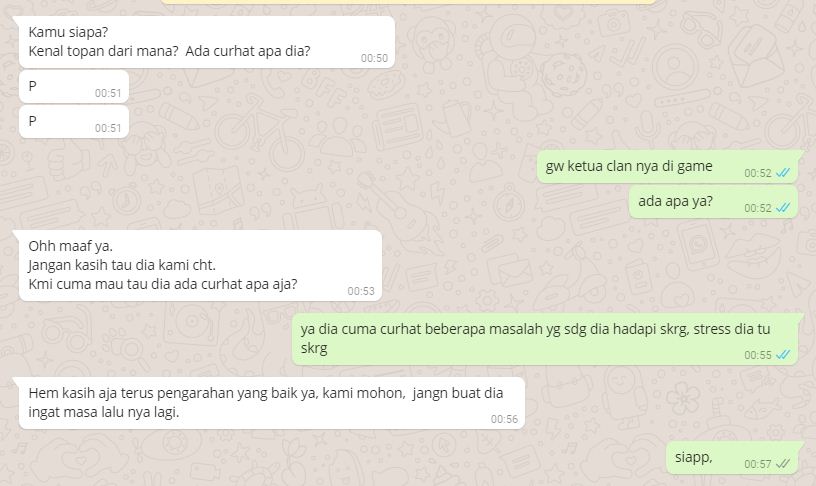 Kamu siapa?
Kenal topan dari mana?  Ada curhat apa dia?
00:50
P
00:51
P
00:51
gw ketua clan nya di game
00:52
ada apa ya?
00:52
Ohh maaf ya.
Jangan kasih tau dia kami cht.
Kmi cuma mau tau dia ada curhat apa aja?
00:53
ya dia cuma curhat beberapa masalah yg sdg dia hadapi skrg, stress dia tu
skrg
00:55
Hem kasih aja terus pengarahan yang baik ya, kami mohon,  jangn buat dia
ingat masa lalu nya lagi.
00:56
siapp,
00:57